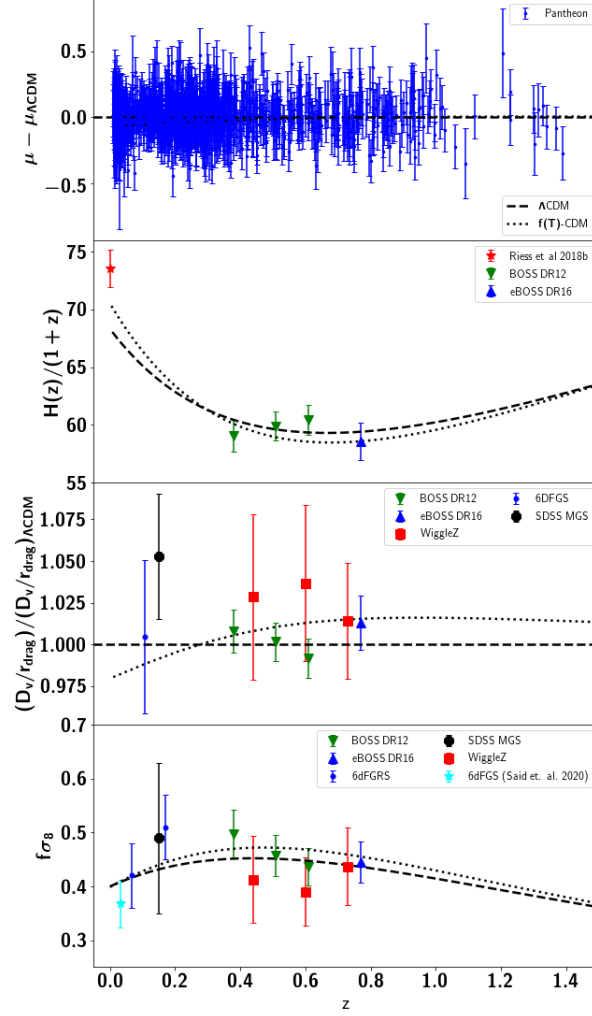 Pantheon
0.5
0.0
−0.5
μ − μΛCDM
ΛCDM
f(T)-CDM
75
70
65
60
55
H(z)/(1 + z)
Riess et al 2018b
BOSS DR12
eBOSS DR16
1.075
1.050
1.025
1.000
0.975
(Dv/rdrag)/(Dv/rdrag)ΛCDM
BOSS DR12
eBOSS DR16
WiggleZ
6DFGS
SDSS MGS
0.7
0.6
0.5
0.4
0.3
fσ8
BOSS DR12
eBOSS DR16
6dFGRS
SDSS MGS
WiggleZ
6dFGS (Said et. al. 2020)
0.0 0.2 0.4 0.6 0.8 1.0 1.2 1.4
z